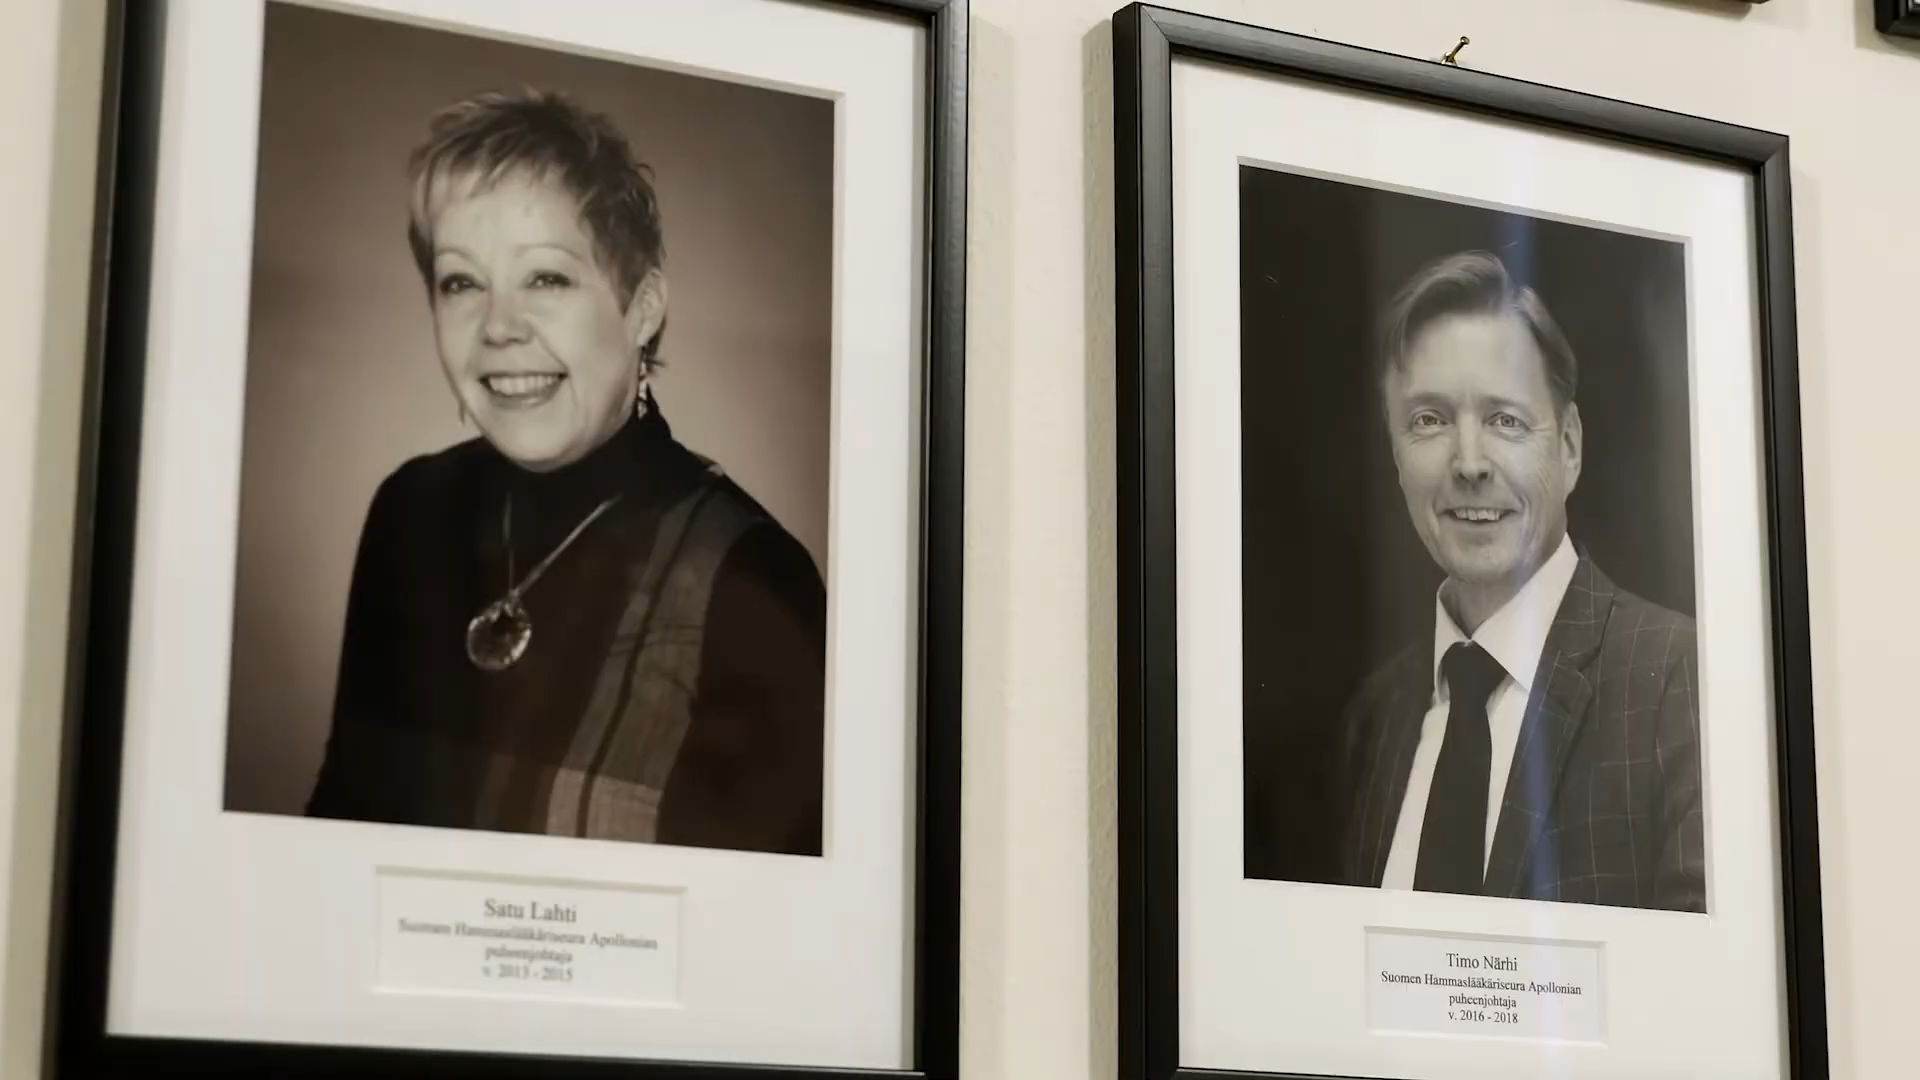 Satu Lahti
Suomen Hammaslääkäriseura Apollonian
puheenjohtaja
v. 2013 - 2015
Timo Närhi
Suomen Hammaslääkäriseura Apollonian
puheenjohtaja
v. 2016 - 2018